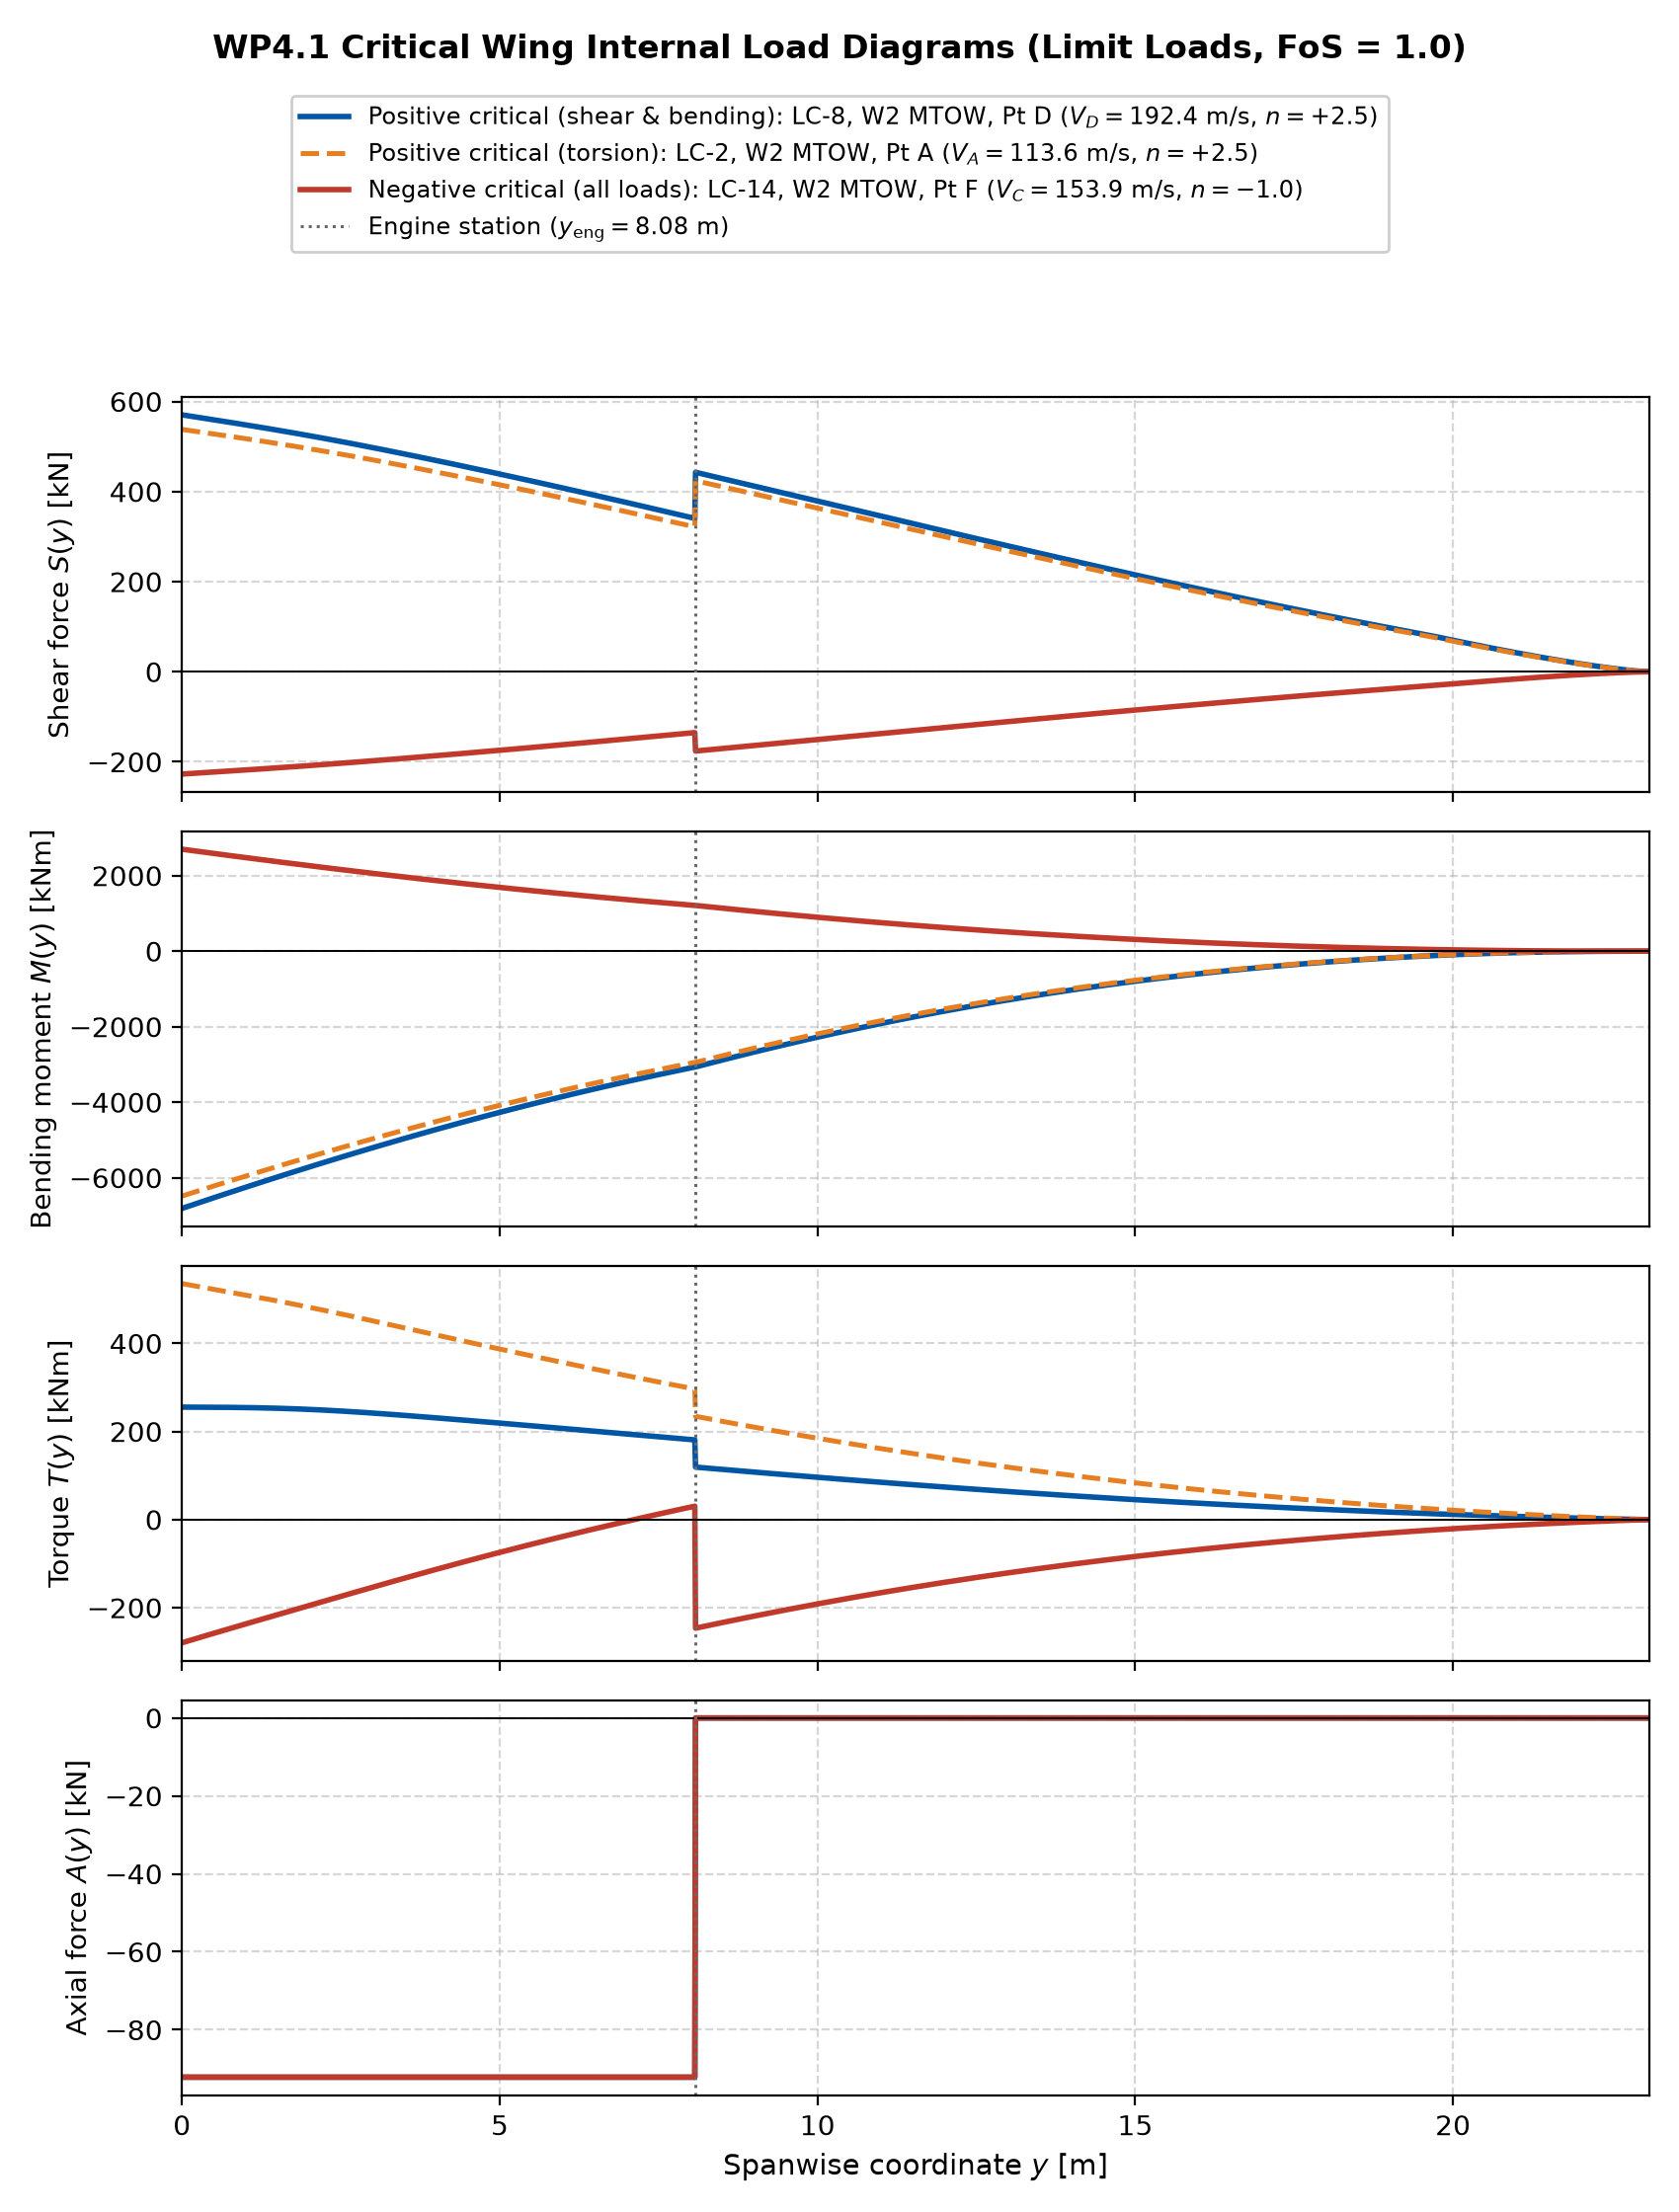 WP4.1 Critical Wing Internal Load Diagrams (Limit Loads, FoS = 1.0)
Positive critical (shear & bending): LC-8, W2 MTOW, Pt D (V_D = 192.4 m/s, n = +2.5)
Positive critical (torsion): LC-2, W2 MTOW, Pt A (V_A = 113.6 m/s, n = +2.5)
Negative critical (all loads): LC-14, W2 MTOW, Pt F (V_C = 153.9 m/s, n = −1.0)
Engine station (y_eng = 8.08 m)
Shear force S(y) [kN]
600
400
200
0
−200
Bending moment M(y) [kNm]
2000
0
−2000
−4000
−6000
Torque T(y) [kNm]
400
200
0
−200
Axial force A(y) [kN]
0
−20
−40
−60
−80
0 5 10 15 20
Spanwise coordinate y [m]